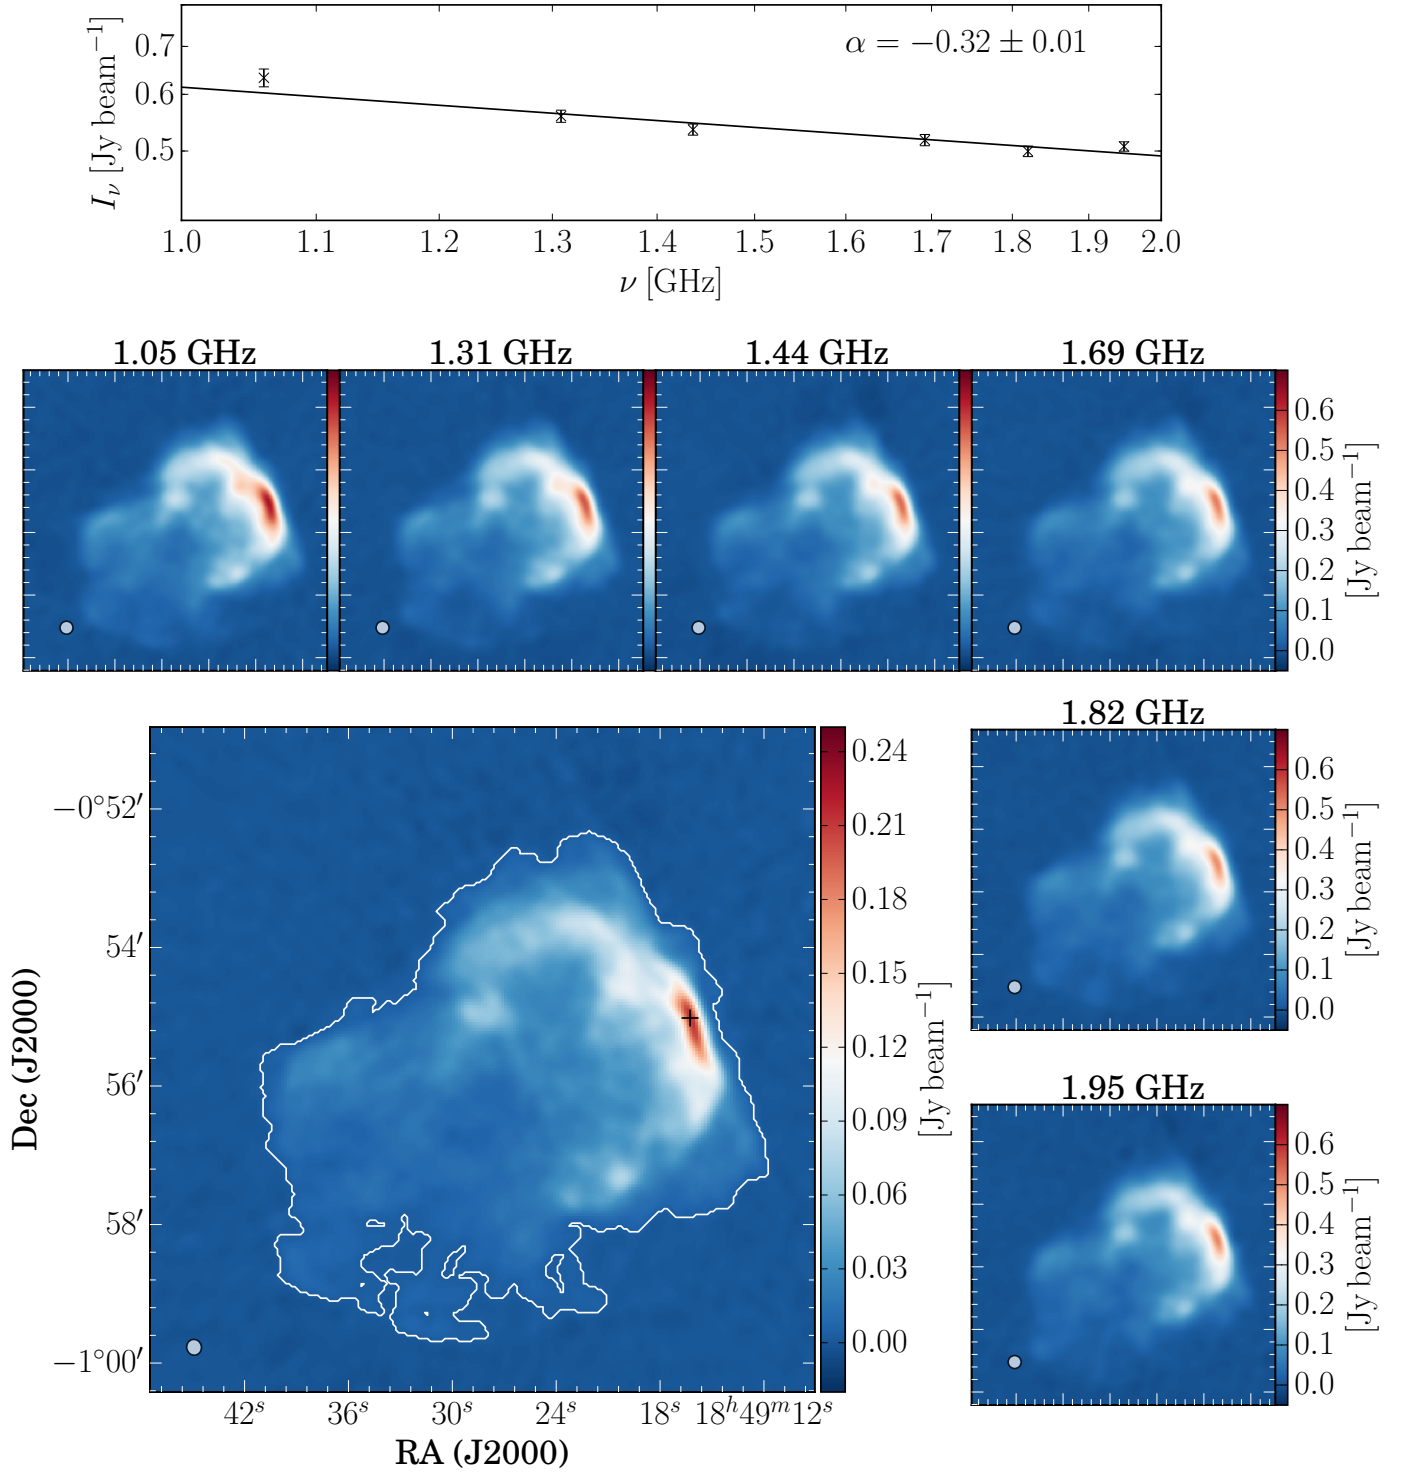 α = −0.32 ± 0.01
0.7
0.6
0.5
I_ν [Jy beam⁻¹]
1.0 1.1 1.2 1.3 1.4 1.5 1.6 1.7 1.8 1.9 2.0
ν [GHz]
1.05 GHz 1.31 GHz 1.44 GHz 1.69 GHz
0.6
0.5
0.4
0.3
0.2
0.1
0.0
[Jy beam⁻¹]
1.82 GHz
0.6
0.5
0.4
0.3
0.2
0.1
0.0
[Jy beam⁻¹]
1.95 GHz
0.6
0.5
0.4
0.3
0.2
0.1
0.0
[Jy beam⁻¹]
−0°52′
54′
56′
58′
−1°00′
Dec (J2000)
0.24
0.21
0.18
0.15
0.12
0.09
0.06
0.03
0.00
[Jy beam⁻¹]
42ˢ 36ˢ 30ˢ 24ˢ 18ˢ 18ʰ49ᵐ12ˢ
RA (J2000)